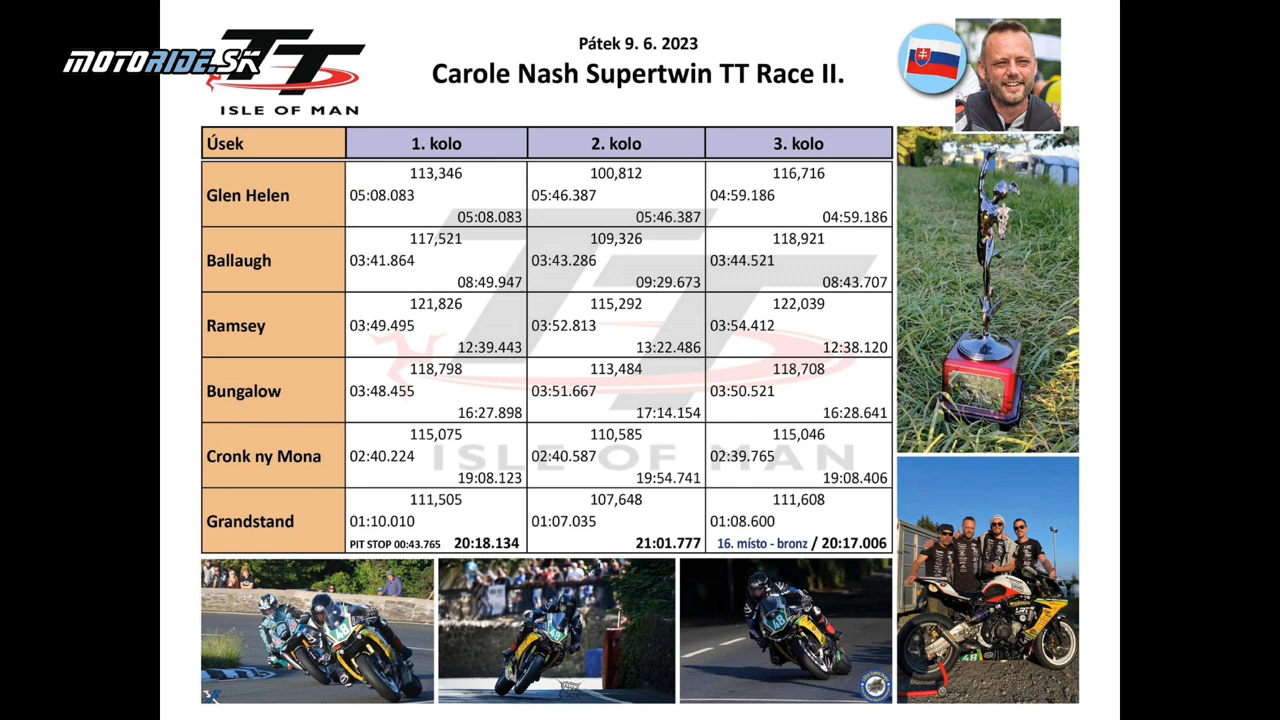 MOTORIDE.SK
TT
ISLE OF MAN
Pátek 9. 6. 2023
Carole Nash Supertwin TT Race II.
Úsek 1. kolo 2. kolo 3. kolo
113,346 100,812 116,716
Glen Helen 05:08.083 05:46.387 04:59.186
05:08.083 05:46.387 04:59.186
117,521 109,326 118,921
Ballaugh 03:41.864 03:43.286 03:44.521
08:49.947 09:29.673 08:43.707
121,826 115,292 122,039
Ramsey 03:49.495 03:52.813 03:54.412
12:39.443 13:22.486 12:38.120
118,798 113,484 118,708
Bungalow 03:48.455 03:51.667 03:50.521
16:27.898 17:14.154 16:28.641
115,075 110,585 115,046
Cronk ny Mona 02:40.224 02:40.587 02:39.765
19:08.123 19:54.741 19:08.406
111,505 107,648 111,608
Grandstand 01:10.010 01:07.035 01:08.600
PIT STOP 00:43.765 20:18.134 21:01.777 16. místo - bronz / 20:17.006
TT
ISLE OF MAN
48
48
48
48